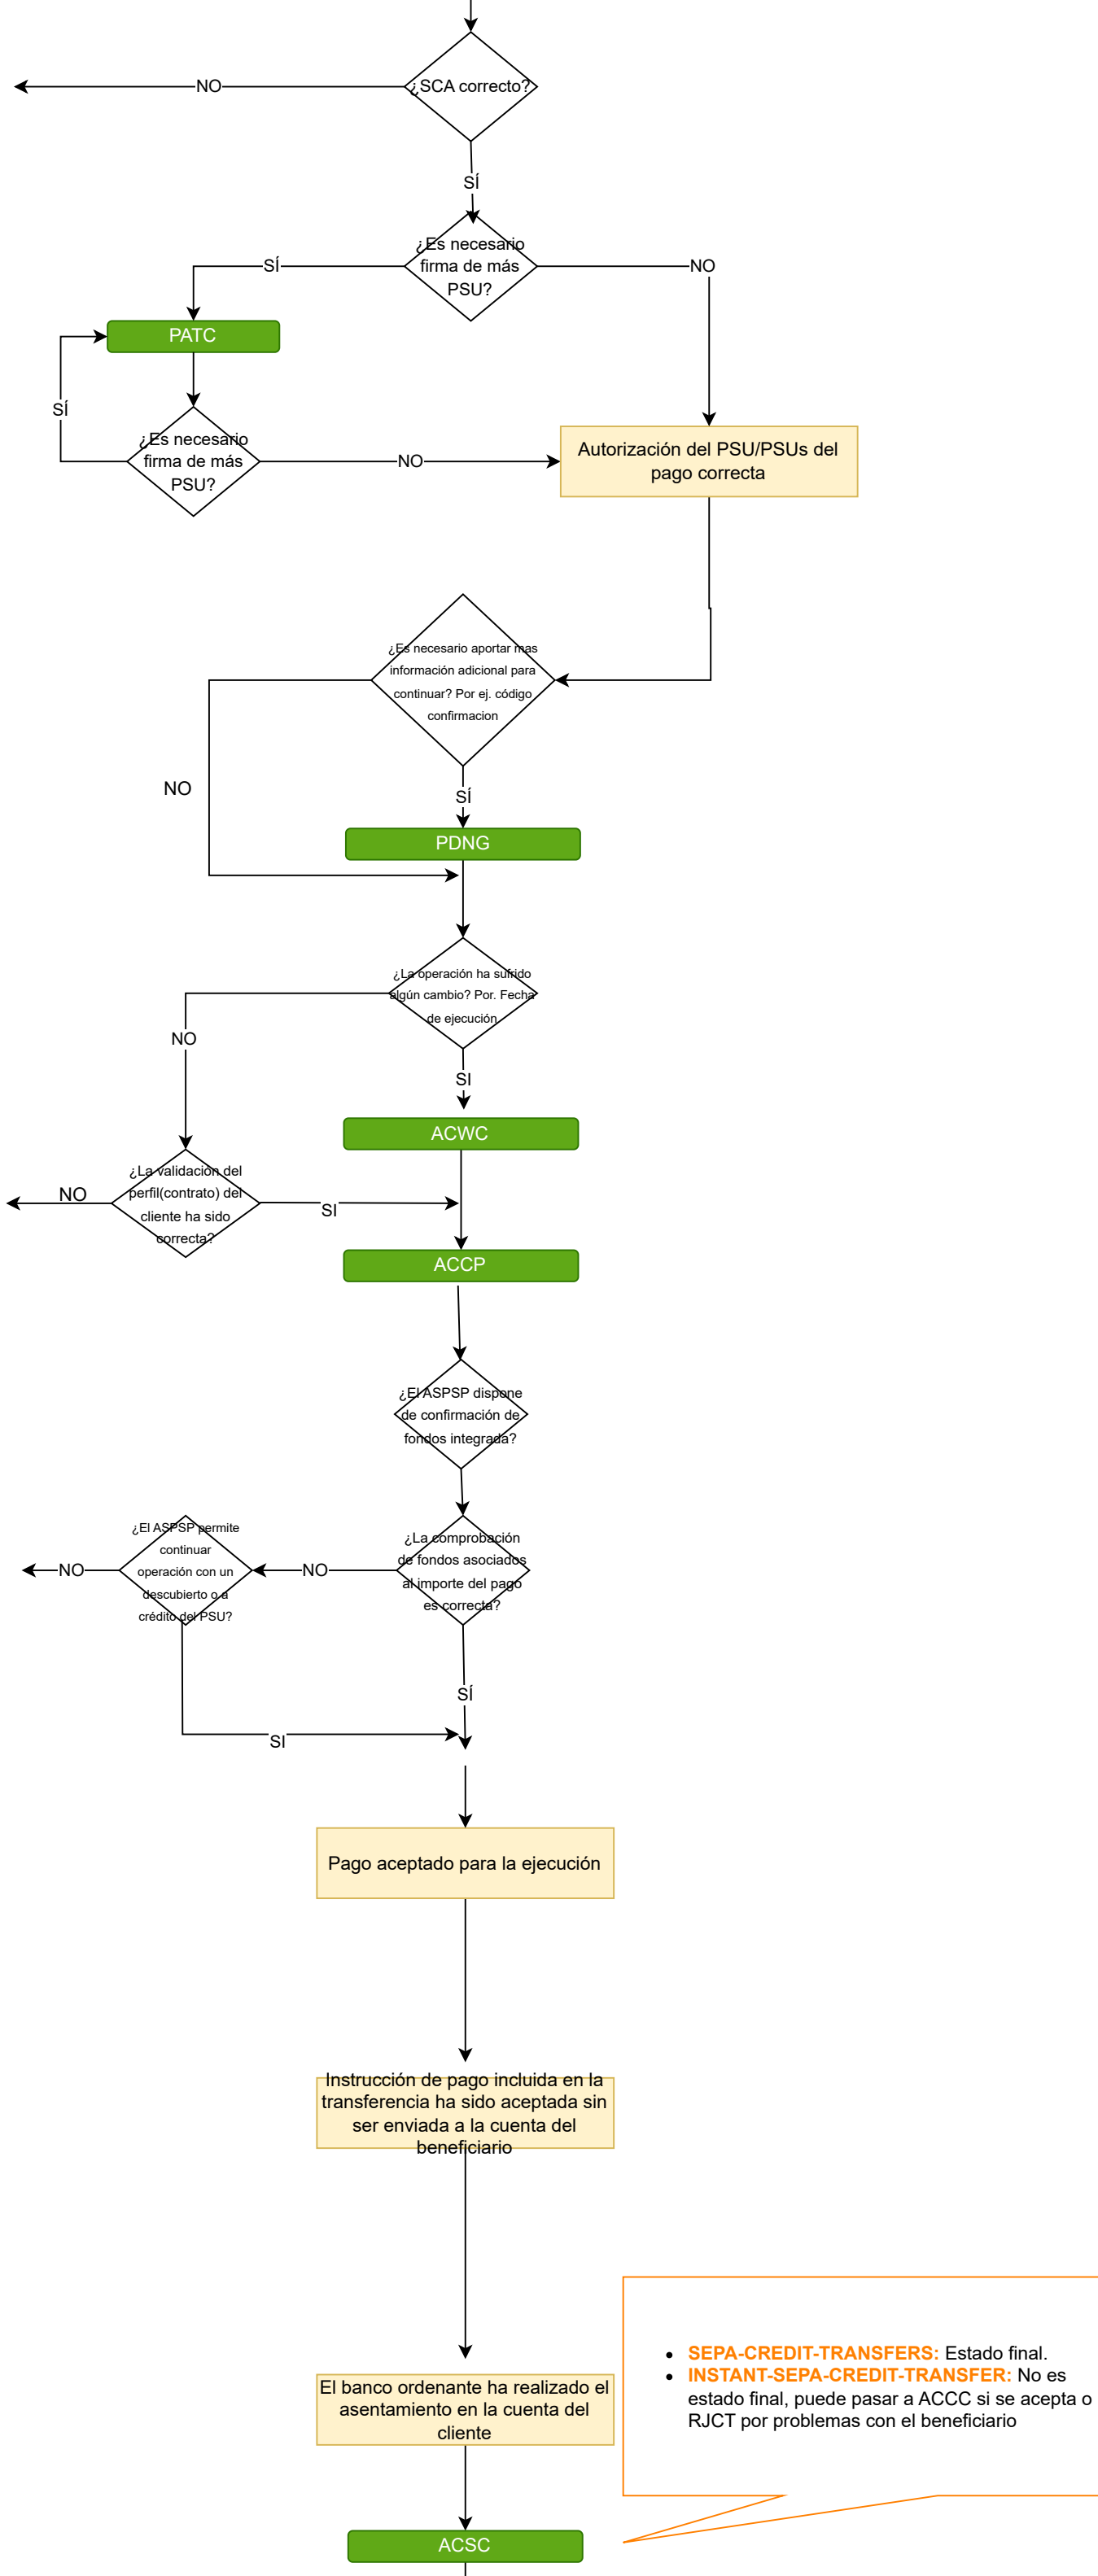 ¿SCA correcto?
NO
SÍ
¿Es necesario
firma de más
PSU?
SÍ
NO
PATC
SÍ
¿Es necesario
firma de más
PSU?
NO
Autorización del PSU/PSUs del
pago correcta
¿Es necesario aportar mas
información adicional para
continuar? Por ej. código
confirmacion
NO
SÍ
PDNG
¿La operación ha sufrido
algún cambio? Por. Fecha
de ejecución
NO
SI
ACWC
¿La validación del
perfil(contrato) del
cliente ha sido
correcta?
NO
SI
ACCP
¿El ASPSP dispone
de confirmación de
fondos integrada?
¿El ASPSP permite
continuar
operación con un
descubierto o a
crédito del PSU?
NO
NO
¿La comprobación
de fondos asociados
al importe del pago
es correcta?
SÍ
SI
Pago aceptado para la ejecución
Instrucción de pago incluida en la
transferencia ha sido aceptada sin
ser enviada a la cuenta del
beneficiario
• SEPA-CREDIT-TRANSFERS: Estado final.
• INSTANT-SEPA-CREDIT-TRANSFER: No es
estado final, puede pasar a ACCC si se acepta o
RJCT por problemas con el beneficiario
El banco ordenante ha realizado el
asentamiento en la cuenta del
cliente
ACSC